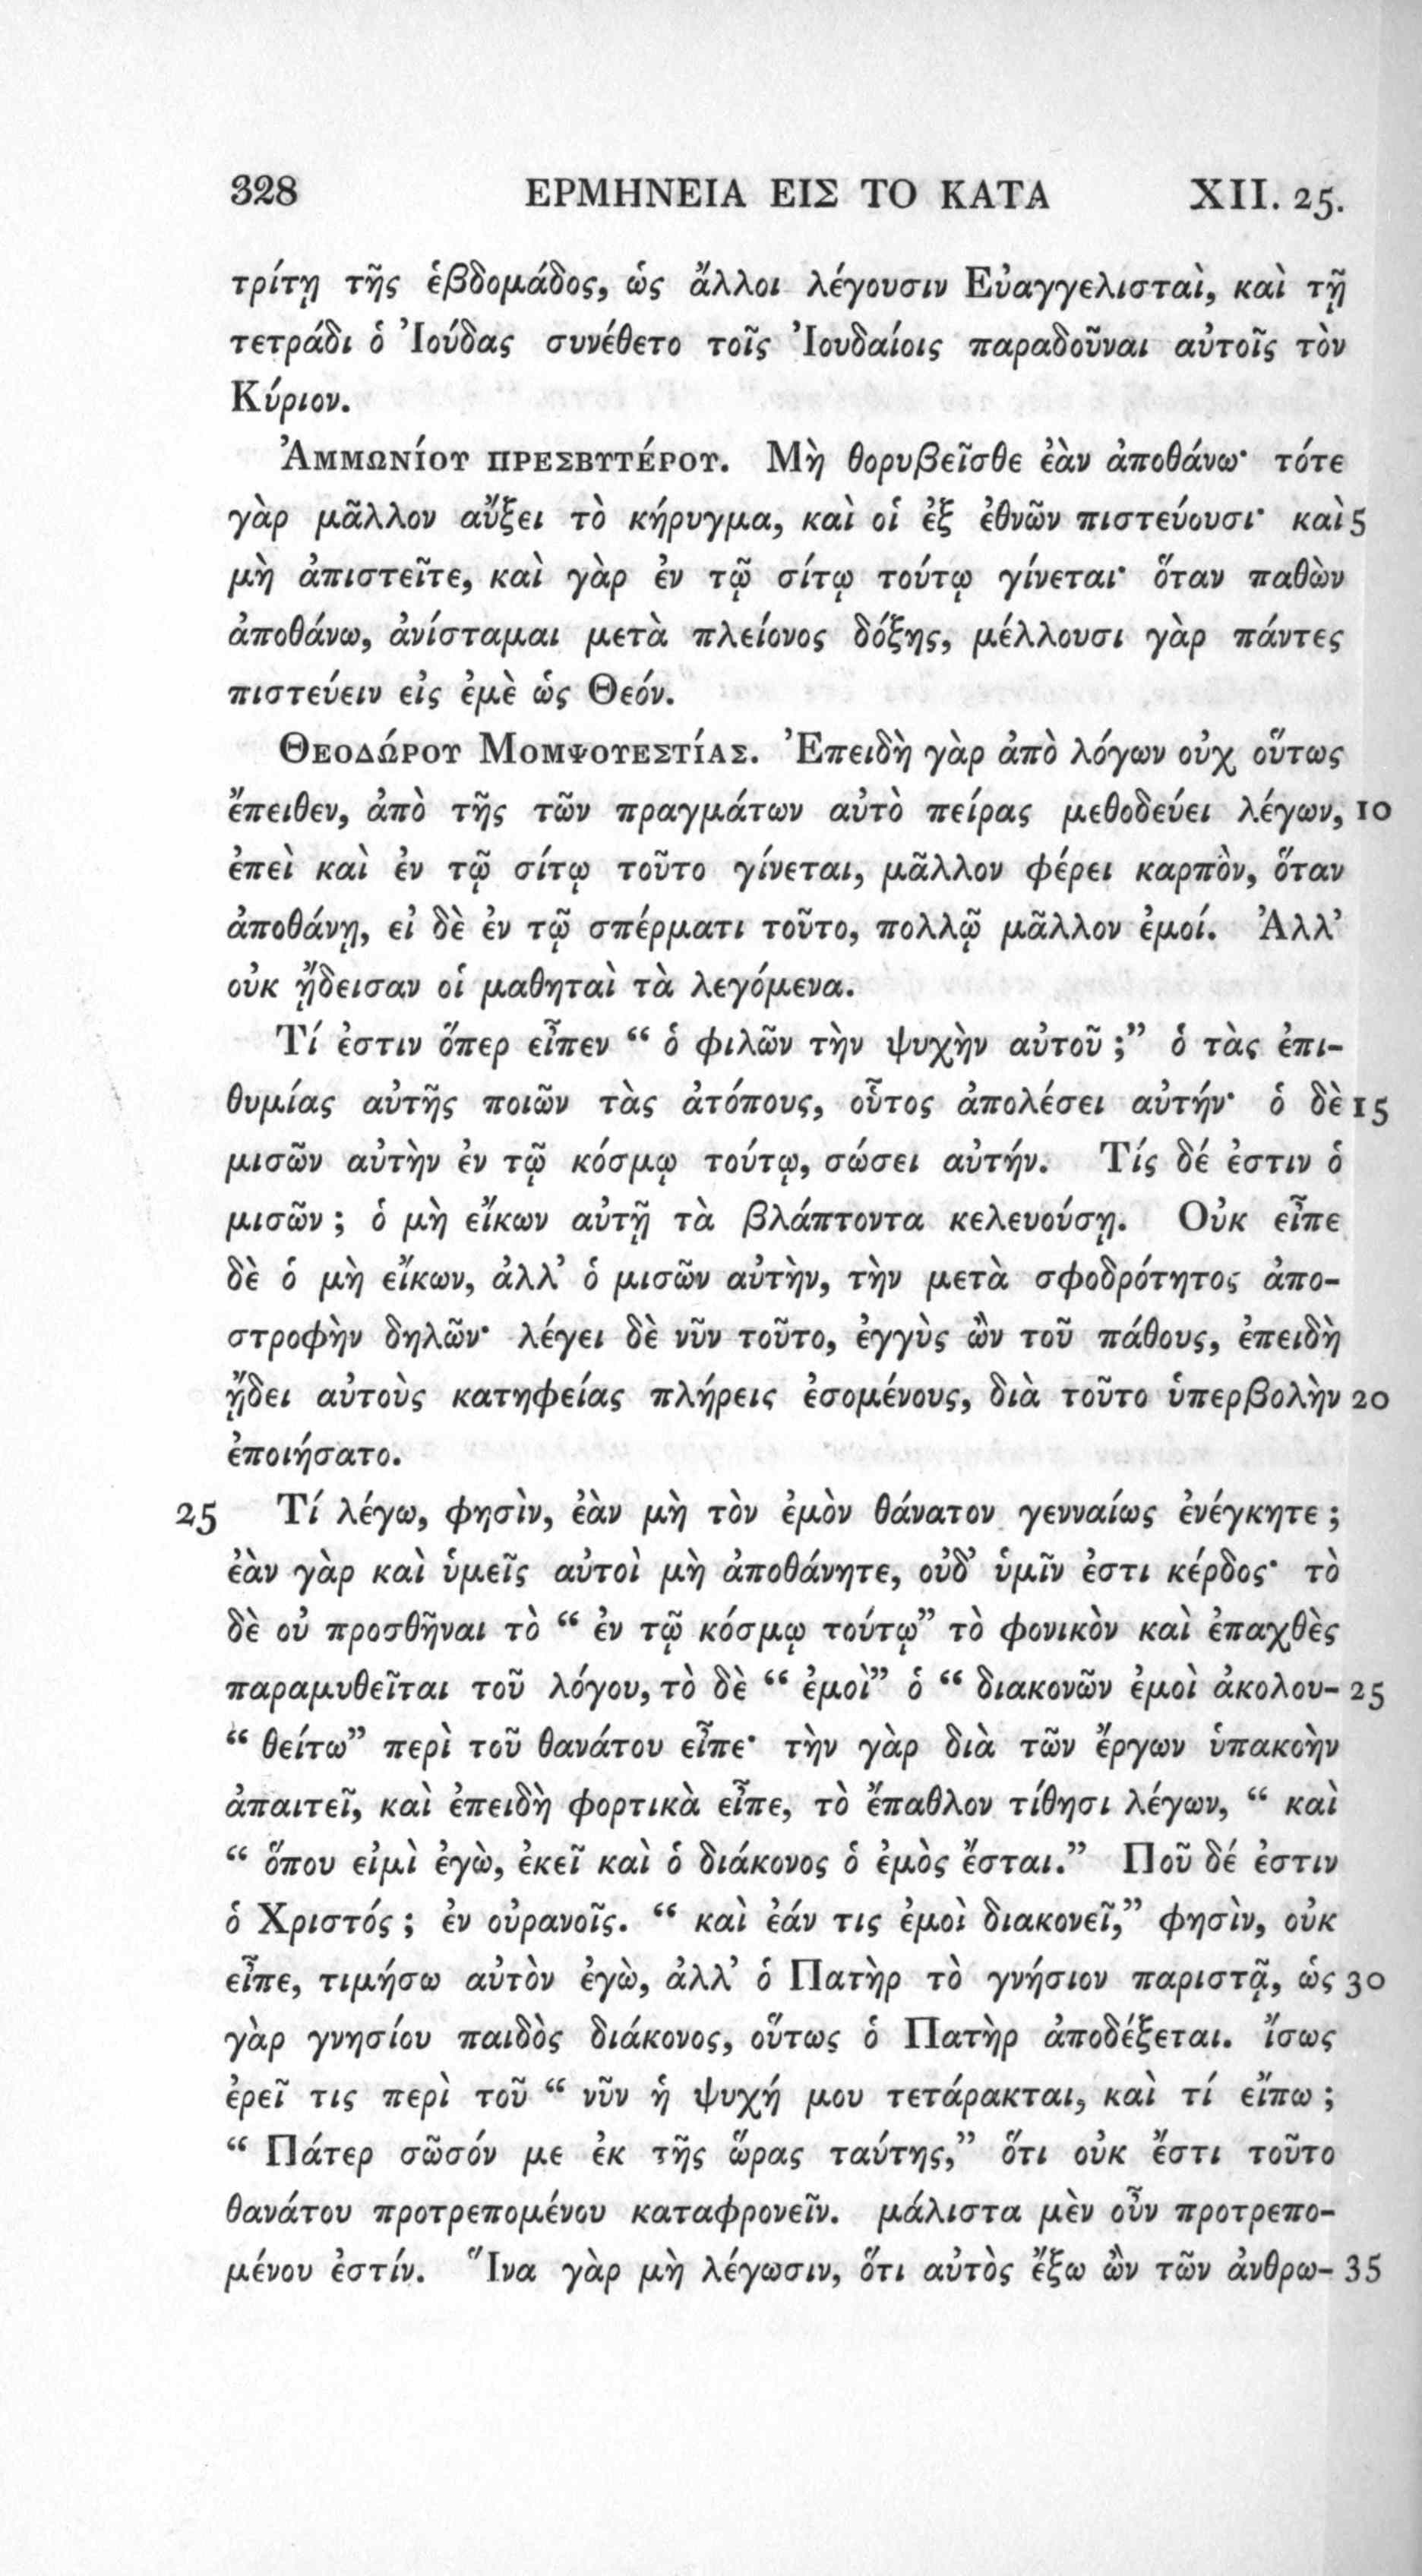 328 ΕΡΜΗΝΕΙΑ ΕΙΣ ΤΟ ΚΑΤΑ XII. 25.
τρίτῃ τῆς ἑβδομάδος, ὡς ἄλλοι λέγουσιν Εὐαγγελισταὶ, καὶ τῇ
τετράδι ὁ Ἰούδας συνέθετο τοῖς Ἰουδαίοις παραδοῦναι αὐτοῖς τὸν
Κύριον.
Ἀμμωνίου πρεσβυτέρου. Μὴ θορυβεῖσθε ἐὰν ἀποθάνω· τότε
γὰρ μᾶλλον αὔξει τὸ κήρυγμα, καὶ οἱ ἐξ ἐθνῶν πιστεύουσι· καὶ 5
μὴ ἀπιστεῖτε, καὶ γὰρ ἐν τῷ σίτῳ τούτῳ γίνεται· ὅταν παθὼν
ἀποθάνω, ἀνίσταμαι μετὰ πλείονος δόξης, μέλλουσι γὰρ πάντες
πιστεύειν εἰς ἐμὲ ὡς Θεόν.
Θεοδώρου Μομψουεστίας. Ἐπειδὴ γὰρ ἀπὸ λόγων οὐχ οὕτως
ἔπειθεν, ἀπὸ τῆς τῶν πραγμάτων αὐτὸ πείρας μεθοδεύει λέγων, 10
ἐπεὶ καὶ ἐν τῷ σίτῳ τοῦτο γίνεται, μᾶλλον φέρει καρπὸν, ὅταν
ἀποθάνῃ, εἰ δὲ ἐν τῷ σπέρματι τοῦτο, πολλῷ μᾶλλον ἐμοί. Ἀλλ’
οὐκ ᾔδεισαν οἱ μαθηταὶ τὰ λεγόμενα.
Τί ἐστιν ὅπερ εἶπεν “ ὁ φιλῶν τὴν ψυχὴν αὐτοῦ ;” ὁ τὰς ἐπι-
θυμίας αὐτῆς ποιῶν τὰς ἀτόπους, οὗτος ἀπολέσει αὐτήν· ὁ δὲ 15
μισῶν αὐτὴν ἐν τῷ κόσμῳ τούτῳ, σώσει αὐτήν. Τίς δέ ἐστιν ὁ
μισῶν ; ὁ μὴ εἴκων αὐτῇ τὰ βλάπτοντα κελευούσῃ. Οὐκ εἶπε
δὲ ὁ μὴ εἴκων, ἀλλ’ ὁ μισῶν αὐτὴν, τὴν μετὰ σφοδρότητος ἀπο-
στροφὴν δηλῶν· λέγει δὲ νῦν τοῦτο, ἐγγὺς ὢν τοῦ πάθους, ἐπειδὴ
ᾔδει αὐτοὺς κατηφείας πλήρεις ἐσομένους, διὰ τοῦτο ὑπερβολὴν 20
ἐποιήσατο.
25 Τί λέγω, φησὶν, ἐὰν μὴ τὸν ἐμὸν θάνατον γενναίως ἐνέγκητε ;
ἐὰν γὰρ καὶ ὑμεῖς αὐτοὶ μὴ ἀποθάνητε, οὐδ’ ὑμῖν ἐστι κέρδος· τὸ
δὲ οὐ προσθῆναι τὸ “ ἐν τῷ κόσμῳ τούτῳ” τὸ φονικὸν καὶ ἐπαχθὲς
παραμυθεῖται τοῦ λόγου, τὸ δὲ “ ἐμοὶ” ὁ “ διακονῶν ἐμοὶ ἀκολου- 25
“ θείτω” περὶ τοῦ θανάτου εἶπε· τὴν γὰρ διὰ τῶν ἔργων ὑπακοὴν
ἀπαιτεῖ, καὶ ἐπειδὴ φορτικὰ εἶπε, τὸ ἔπαθλον τίθησι λέγων, “ καὶ
“ ὅπου εἰμὶ ἐγὼ, ἐκεῖ καὶ ὁ διάκονος ὁ ἐμὸς ἔσται.” Ποῦ δέ ἐστιν
ὁ Χριστός ; ἐν οὐρανοῖς. “ καὶ ἐάν τις ἐμοὶ διακονεῖ,” φησὶν, οὐκ
εἶπε, τιμήσω αὐτὸν ἐγὼ, ἀλλ’ ὁ Πατὴρ τὸ γνήσιον παριστᾷ, ὡς 30
γὰρ γνησίου παιδὸς διάκονος, οὕτως ὁ Πατὴρ ἀποδέξεται. ἴσως
ἐρεῖ τις περὶ τοῦ “ νῦν ἡ ψυχή μου τετάρακται, καὶ τί εἴπω ;
“ Πάτερ σῶσόν με ἐκ τῆς ὥρας ταύτης,” ὅτι οὐκ ἔστι τοῦτο
θανάτου προτρεπομένου καταφρονεῖν. μάλιστα μὲν οὖν προτρεπο-
μένου ἐστίν. Ἵνα γὰρ μὴ λέγωσιν, ὅτι αὐτὸς ἔξω ὢν τῶν ἀνθρω- 35